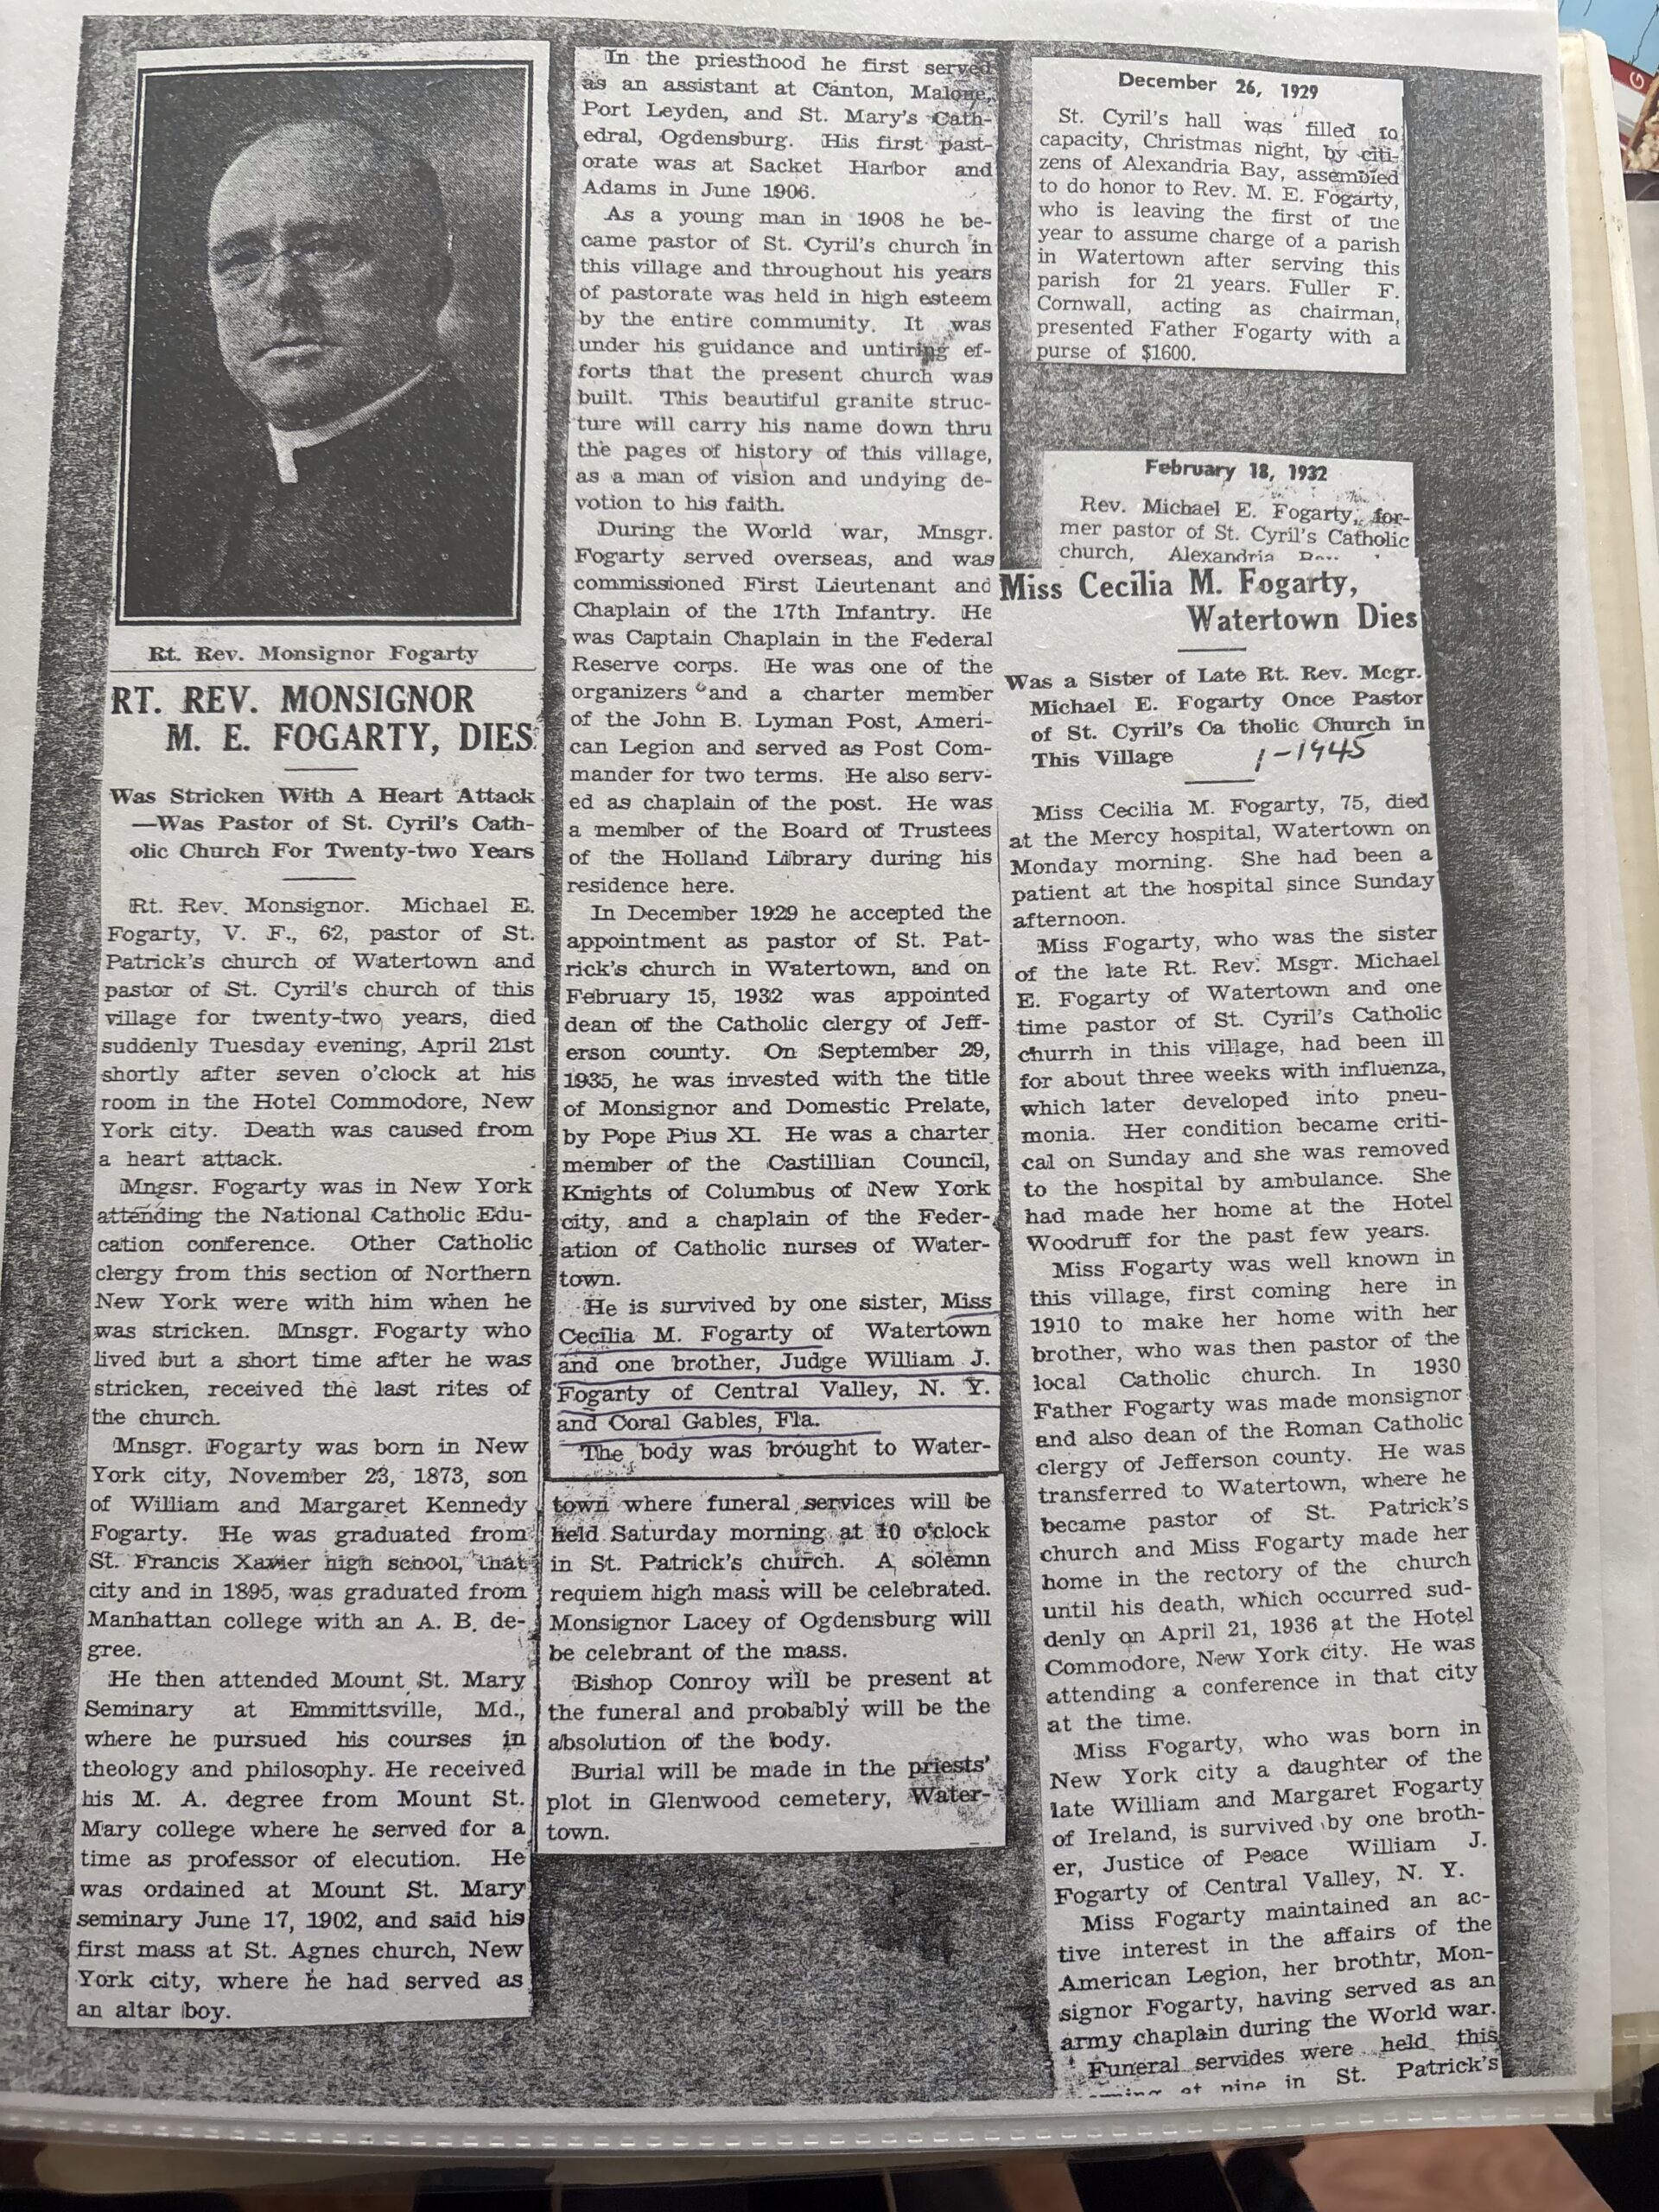 Rt. Rev. Monsignor Fogarty
RT. REV. MONSIGNOR
M. E. FOGARTY, DIES
Was Stricken With A Heart Attack
—Was Pastor of St. Cyril's Cath-
olic Church For Twenty-two Years
Rt. Rev. Monsignor. Michael E.
Fogarty, V. F., 62, pastor of St.
Patrick's church of Watertown and
pastor of St. Cyril's church of this
village for twenty-two years, died
suddenly Tuesday evening, April 21st
shortly after seven o'clock at his
room in the Hotel Commodore, New
York city. Death was caused from
a heart attack.
Mngsr. Fogarty was in New York
attending the National Catholic Edu-
cation conference. Other Catholic
clergy from this section of Northern
New York were with him when he
was stricken. Mnsgr. Fogarty who
lived but a short time after he was
stricken, received the last rites of
the church.
Mnsgr. Fogarty was born in New
York city, November 23, 1873, son
of William and Margaret Kennedy
Fogarty. He was graduated from
St. Francis Xavier high school, that
city and in 1895, was graduated from
Manhattan college with an A. B. de-
gree.
He then attended Mount St. Mary
Seminary at Emmittsville, Md.,
where he pursued his courses in
theology and philosophy. He received
his M. A. degree from Mount St.
Mary college where he served for a
time as professor of elecution. He
was ordained at Mount St. Mary
seminary June 17, 1902, and said his
first mass at St. Agnes church, New
York city, where he had served as
an altar boy.
In the priesthood he first served
as an assistant at Canton, Malone,
Port Leyden, and St. Mary's Cath-
edral, Ogdensburg. His first past-
orate was at Sacket Harbor and
Adams in June 1906.
As a young man in 1908 he be-
came pastor of St. Cyril's church in
this village and throughout his years
of pastorate was held in high esteem
by the entire community. It was
under his guidance and untiring ef-
forts that the present church was
built. This beautiful granite struc-
ture will carry his name down thru
the pages of history of this village,
as a man of vision and undying de-
votion to his faith.
During the World war, Mnsgr.
Fogarty served overseas, and was
commissioned First Lieutenant and
Chaplain of the 17th Infantry. He
was Captain Chaplain in the Federal
Reserve corps. He was one of the
organizers and a charter member
of the John B. Lyman Post, Ameri-
can Legion and served as Post Com-
mander for two terms. He also serv-
ed as chaplain of the post. He was
a member of the Board of Trustees
of the Holland Library during his
residence here.
In December 1929 he accepted the
appointment as pastor of St. Pat-
rick's church in Watertown, and on
February 15, 1932 was appointed
dean of the Catholic clergy of Jeff-
erson county. On September 29,
1935, he was invested with the title
of Monsignor and Domestic Prelate,
by Pope Pius XI. He was a charter
member of the Castillian Council,
Knights of Columbus of New York
city, and a chaplain of the Feder-
ation of Catholic nurses of Water-
town.
He is survived by one sister, Miss
Cecilia M. Fogarty of Watertown
and one brother, Judge William J.
Fogarty of Central Valley, N. Y.
and Coral Gables, Fla.
The body was brought to Water-
town where funeral services will be
held Saturday morning at 10 o'clock
in St. Patrick's church. A solemn
requiem high mass will be celebrated.
Monsignor Lacey of Ogdensburg will
be celebrant of the mass.
Bishop Conroy will be present at
the funeral and probably will be the
absolution of the body.
Burial will be made in the priests'
plot in Glenwood cemetery, Water-
town.
December 26, 1929
St. Cyril's hall was filled to
capacity, Christmas night, by citi-
zens of Alexandria Bay, assembled
to do honor to Rev. M. E. Fogarty,
who is leaving the first of the
year to assume charge of a parish
in Watertown after serving this
parish for 21 years. Fuller F.
Cornwall, acting as chairman,
presented Father Fogarty with a
purse of $1600.
February 18, 1932
Rev. Michael E. Fogarty, for-
mer pastor of St. Cyril's Catholic
church, Alexandria
Miss Cecilia M. Fogarty,
Watertown Dies
Was a Sister of Late Rt. Rev. Mcgr.
Michael E. Fogarty Once Pastor
of St. Cyril's Ca tholic Church in
This Village 1-1945
Miss Cecilia M. Fogarty, 75, died
at the Mercy hospital, Watertown on
Monday morning. She had been a
patient at the hospital since Sunday
afternoon.
Miss Fogarty, who was the sister
of the late Rt. Rev. Msgr. Michael
E. Fogarty of Watertown and one
time pastor of St. Cyril's Catholic
churrh in this village, had been ill
for about three weeks with influenza,
which later developed into pneu-
monia. Her condition became criti-
cal on Sunday and she was removed
to the hospital by ambulance. She
had made her home at the Hotel
Woodruff for the past few years.
Miss Fogarty was well known in
this village, first coming here in
1910 to make her home with her
brother, who was then pastor of the
local Catholic church. In 1930
Father Fogarty was made monsignor
and also dean of the Roman Catholic
clergy of Jefferson county. He was
transferred to Watertown, where he
became pastor of St. Patrick's
church and Miss Fogarty made her
home in the rectory of the church
until his death, which occurred sud-
denly on April 21, 1936 at the Hotel
Commodore, New York city. He was
attending a conference in that city
at the time.
Miss Fogarty, who was born in
New York city a daughter of the
late William and Margaret Fogarty
of Ireland, is survived by one broth-
er, Justice of Peace William J.
Fogarty of Central Valley, N. Y.
Miss Fogarty maintained an ac-
tive interest in the affairs of the
American Legion, her brothtr, Mon-
signor Fogarty, having served as an
army chaplain during the World war.
Funeral servides were held this
at nine in St. Patrick's